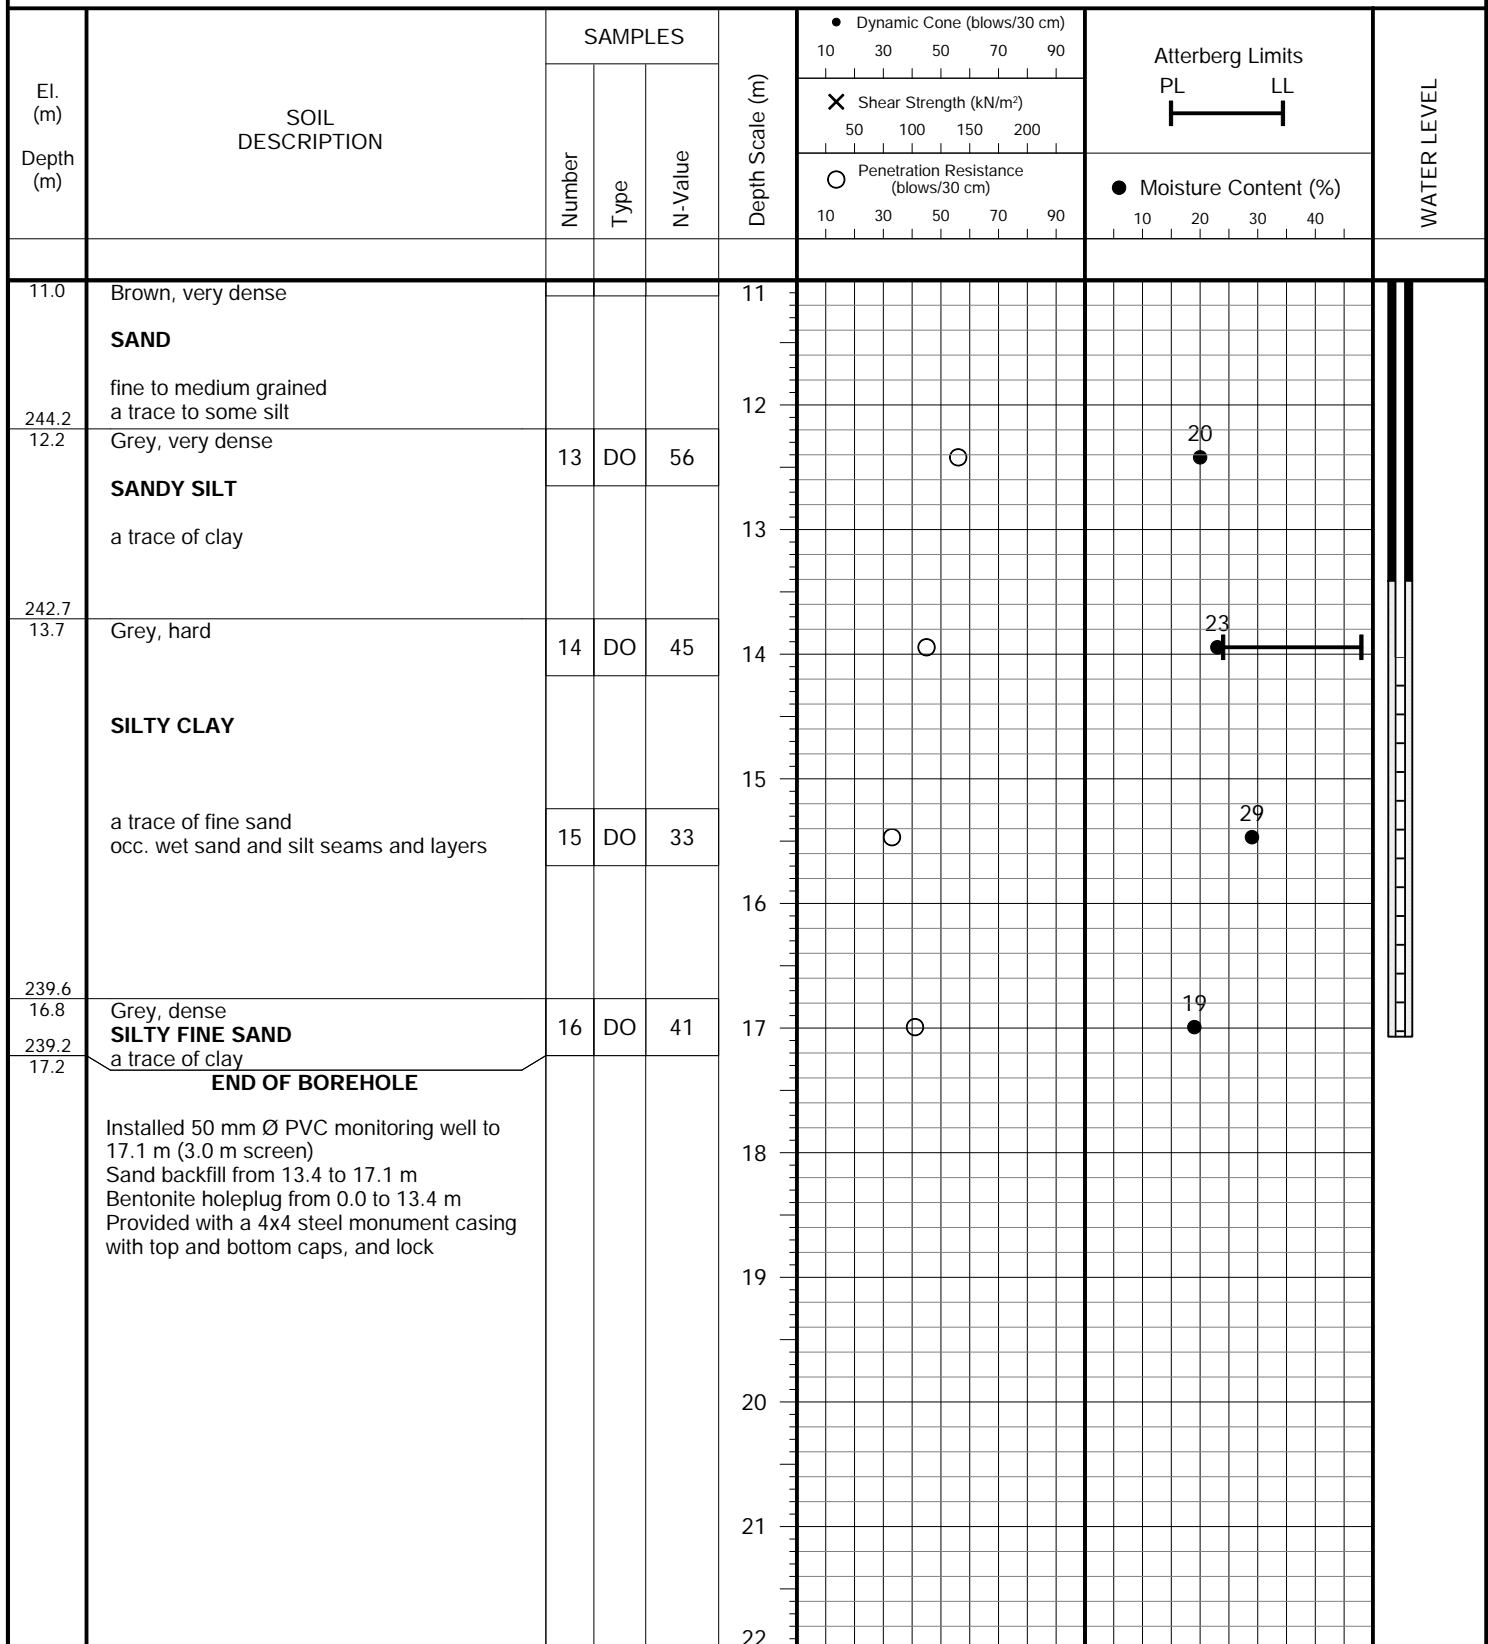 El.
(m)
Depth
(m)
SOIL
DESCRIPTION
SAMPLES
Number
Type
N-Value
Depth Scale (m)
Dynamic Cone (blows/30 cm)
10 30 50 70 90
Shear Strength (kN/m²)
50 100 150 200
Penetration Resistance
(blows/30 cm)
10 30 50 70 90
Atterberg Limits
PL LL
Moisture Content (%)
10 20 30 40
WATER LEVEL
11.0 Brown, very dense 11
SAND
fine to medium grained
a trace to some silt 12
244.2
12.2 Grey, very dense
13 DO 56 20
SANDY SILT
a trace of clay 13
242.7
13.7 Grey, hard 23
14 DO 45 14
SILTY CLAY
15
a trace of fine sand 29
occ. wet sand and silt seams and layers 15 DO 33
16
239.6
16.8 Grey, dense 19
SILTY FINE SAND 16 DO 41 17
239.2
a trace of clay
17.2
END OF BOREHOLE
Installed 50 mm Ø PVC monitoring well to
17.1 m (3.0 m screen) 18
Sand backfill from 13.4 to 17.1 m
Bentonite holeplug from 0.0 to 13.4 m
Provided with a 4x4 steel monument casing
with top and bottom caps, and lock
19
20
21
22